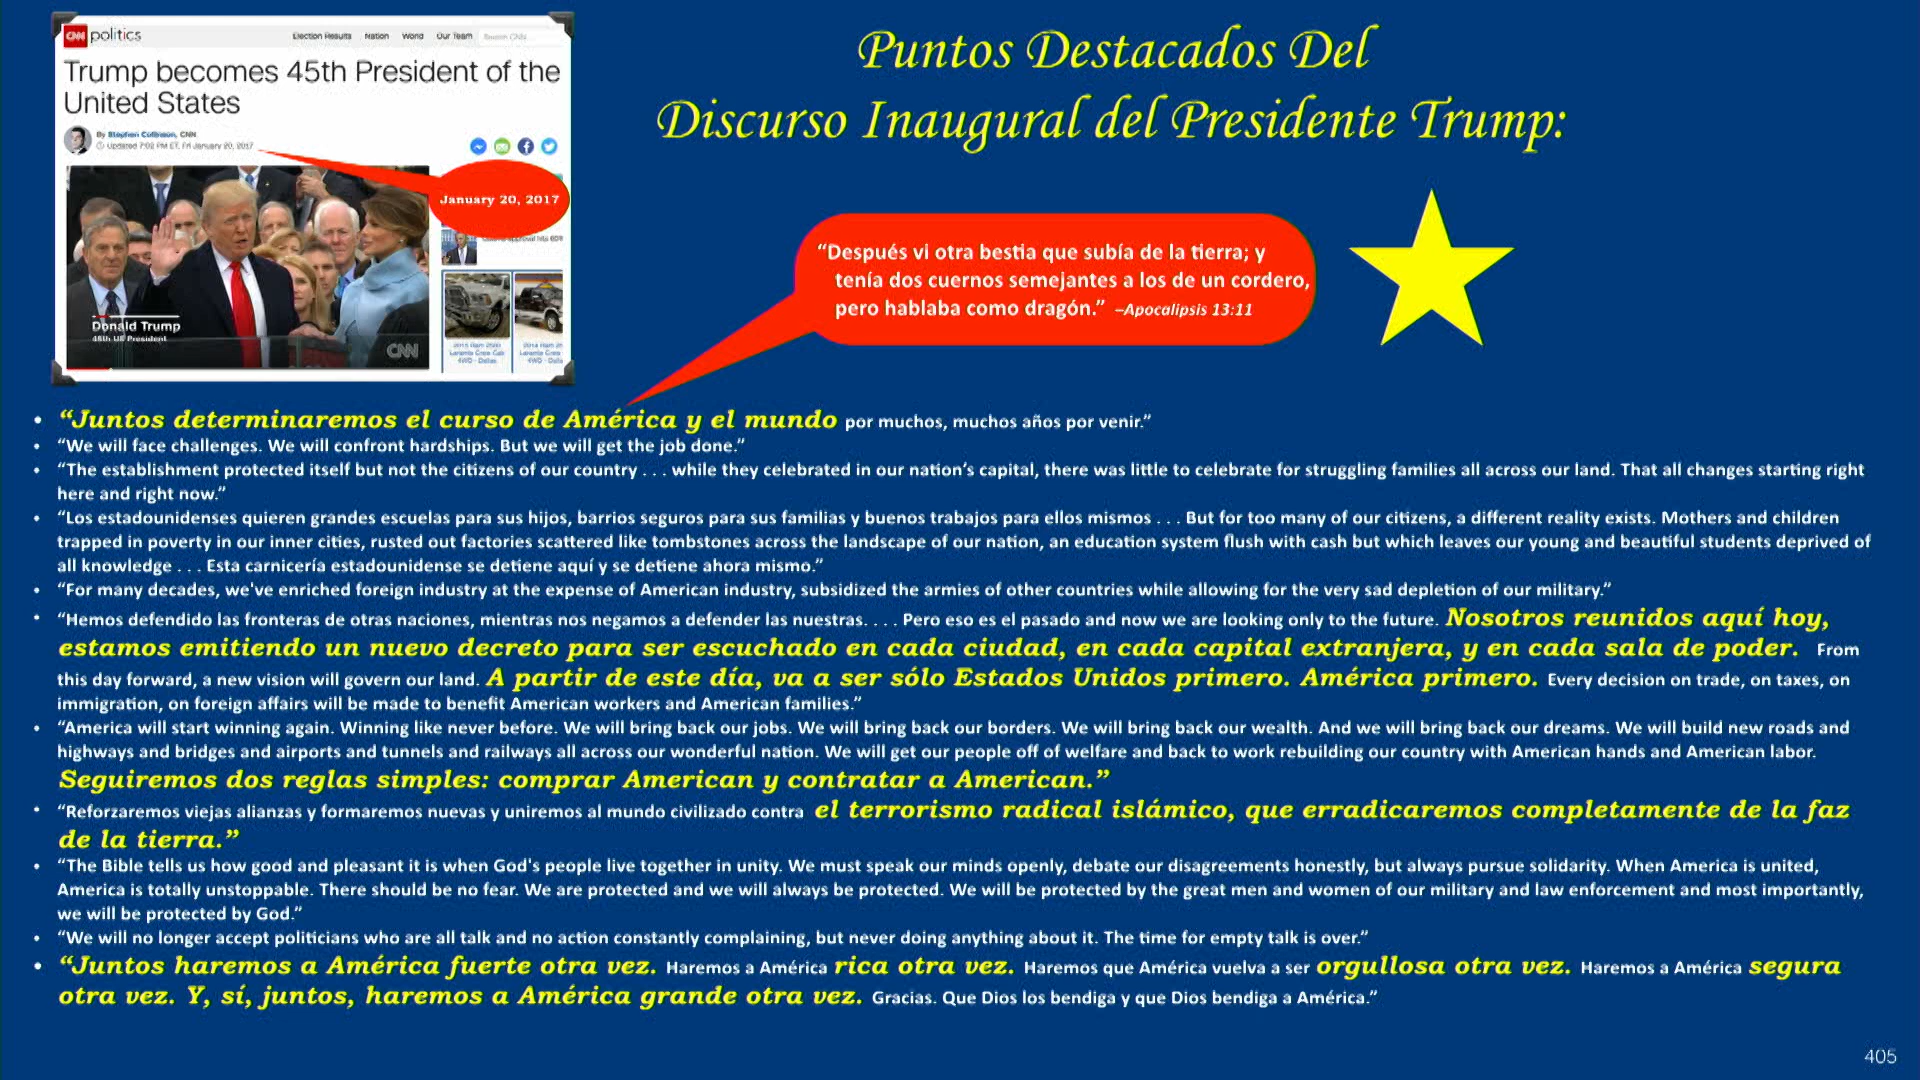 CNN politics
Election Results Nation World Our Team Search CNN...
Trump becomes 45th President of the
United States
By Stephen Collinson, CNN
Updated 7:02 PM ET, Fri January 20, 2017
January 20, 2017
Donald Trump
45th US President
CNN
Puntos Destacados Del
Discurso Inaugural del Presidente Trump:
“Después vi otra bestia que subía de la tierra; y
tenía dos cuernos semejantes a los de un cordero,
pero hablaba como dragón.” –Apocalipsis 13:11
• “Juntos determinaremos el curso de América y el mundo por muchos, muchos años por venir.”
• “We will face challenges. We will confront hardships. But we will get the job done.”
• “The establishment protected itself but not the citizens of our country . . . while they celebrated in our nation’s capital, there was little to celebrate for struggling families all across our land. That all changes starting right
here and right now.”
• “Los estadounidenses quieren grandes escuelas para sus hijos, barrios seguros para sus familias y buenos trabajos para ellos mismos . . . But for too many of our citizens, a different reality exists. Mothers and children
trapped in poverty in our inner cities, rusted out factories scattered like tombstones across the landscape of our nation, an education system flush with cash but which leaves our young and beautiful students deprived of
all knowledge . . . Esta carnicería estadounidense se detiene aquí y se detiene ahora mismo.”
• “For many decades, we've enriched foreign industry at the expense of American industry, subsidized the armies of other countries while allowing for the very sad depletion of our military.”
• “Hemos defendido las fronteras de otras naciones, mientras nos negamos a defender las nuestras. . . . Pero eso es el pasado and now we are looking only to the future. Nosotros reunidos aquí hoy,
estamos emitiendo un nuevo decreto para ser escuchado en cada ciudad, en cada capital extranjera, y en cada sala de poder. From
this day forward, a new vision will govern our land. A partir de este día, va a ser sólo Estados Unidos primero. América primero. Every decision on trade, on taxes, on
immigration, on foreign affairs will be made to benefit American workers and American families.”
• “America will start winning again. Winning like never before. We will bring back our jobs. We will bring back our borders. We will bring back our wealth. And we will bring back our dreams. We will build new roads and
highways and bridges and airports and tunnels and railways all across our wonderful nation. We will get our people off of welfare and back to work rebuilding our country with American hands and American labor.
Seguiremos dos reglas simples: comprar American y contratar a American.”
• “Reforzaremos viejas alianzas y formaremos nuevas y uniremos al mundo civilizado contra el terrorismo radical islámico, que erradicaremos completamente de la faz
de la tierra.”
• “The Bible tells us how good and pleasant it is when God's people live together in unity. We must speak our minds openly, debate our disagreements honestly, but always pursue solidarity. When America is united,
America is totally unstoppable. There should be no fear. We are protected and we will always be protected. We will be protected by the great men and women of our military and law enforcement and most importantly,
we will be protected by God.”
• “We will no longer accept politicians who are all talk and no action constantly complaining, but never doing anything about it. The time for empty talk is over.”
• “Juntos haremos a América fuerte otra vez. Haremos a América rica otra vez. Haremos que América vuelva a ser orgullosa otra vez. Haremos a América segura
otra vez. Y, sí, juntos, haremos a América grande otra vez. Gracias. Que Dios los bendiga y que Dios bendiga a América.”
405